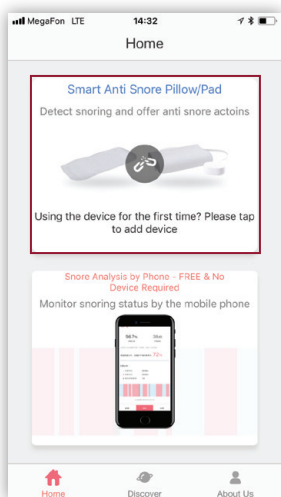 MegaFon LTE 14:32
Home
Smart Anti Snore Pillow/Pad
Detect snoring and offer anti snore actoins
Using the device for the first time? Please tap
to add device
Snore Analysis by Phone - FREE & No
Device Required
Monitor snoring status by the mobile phone
Home Discover About Us